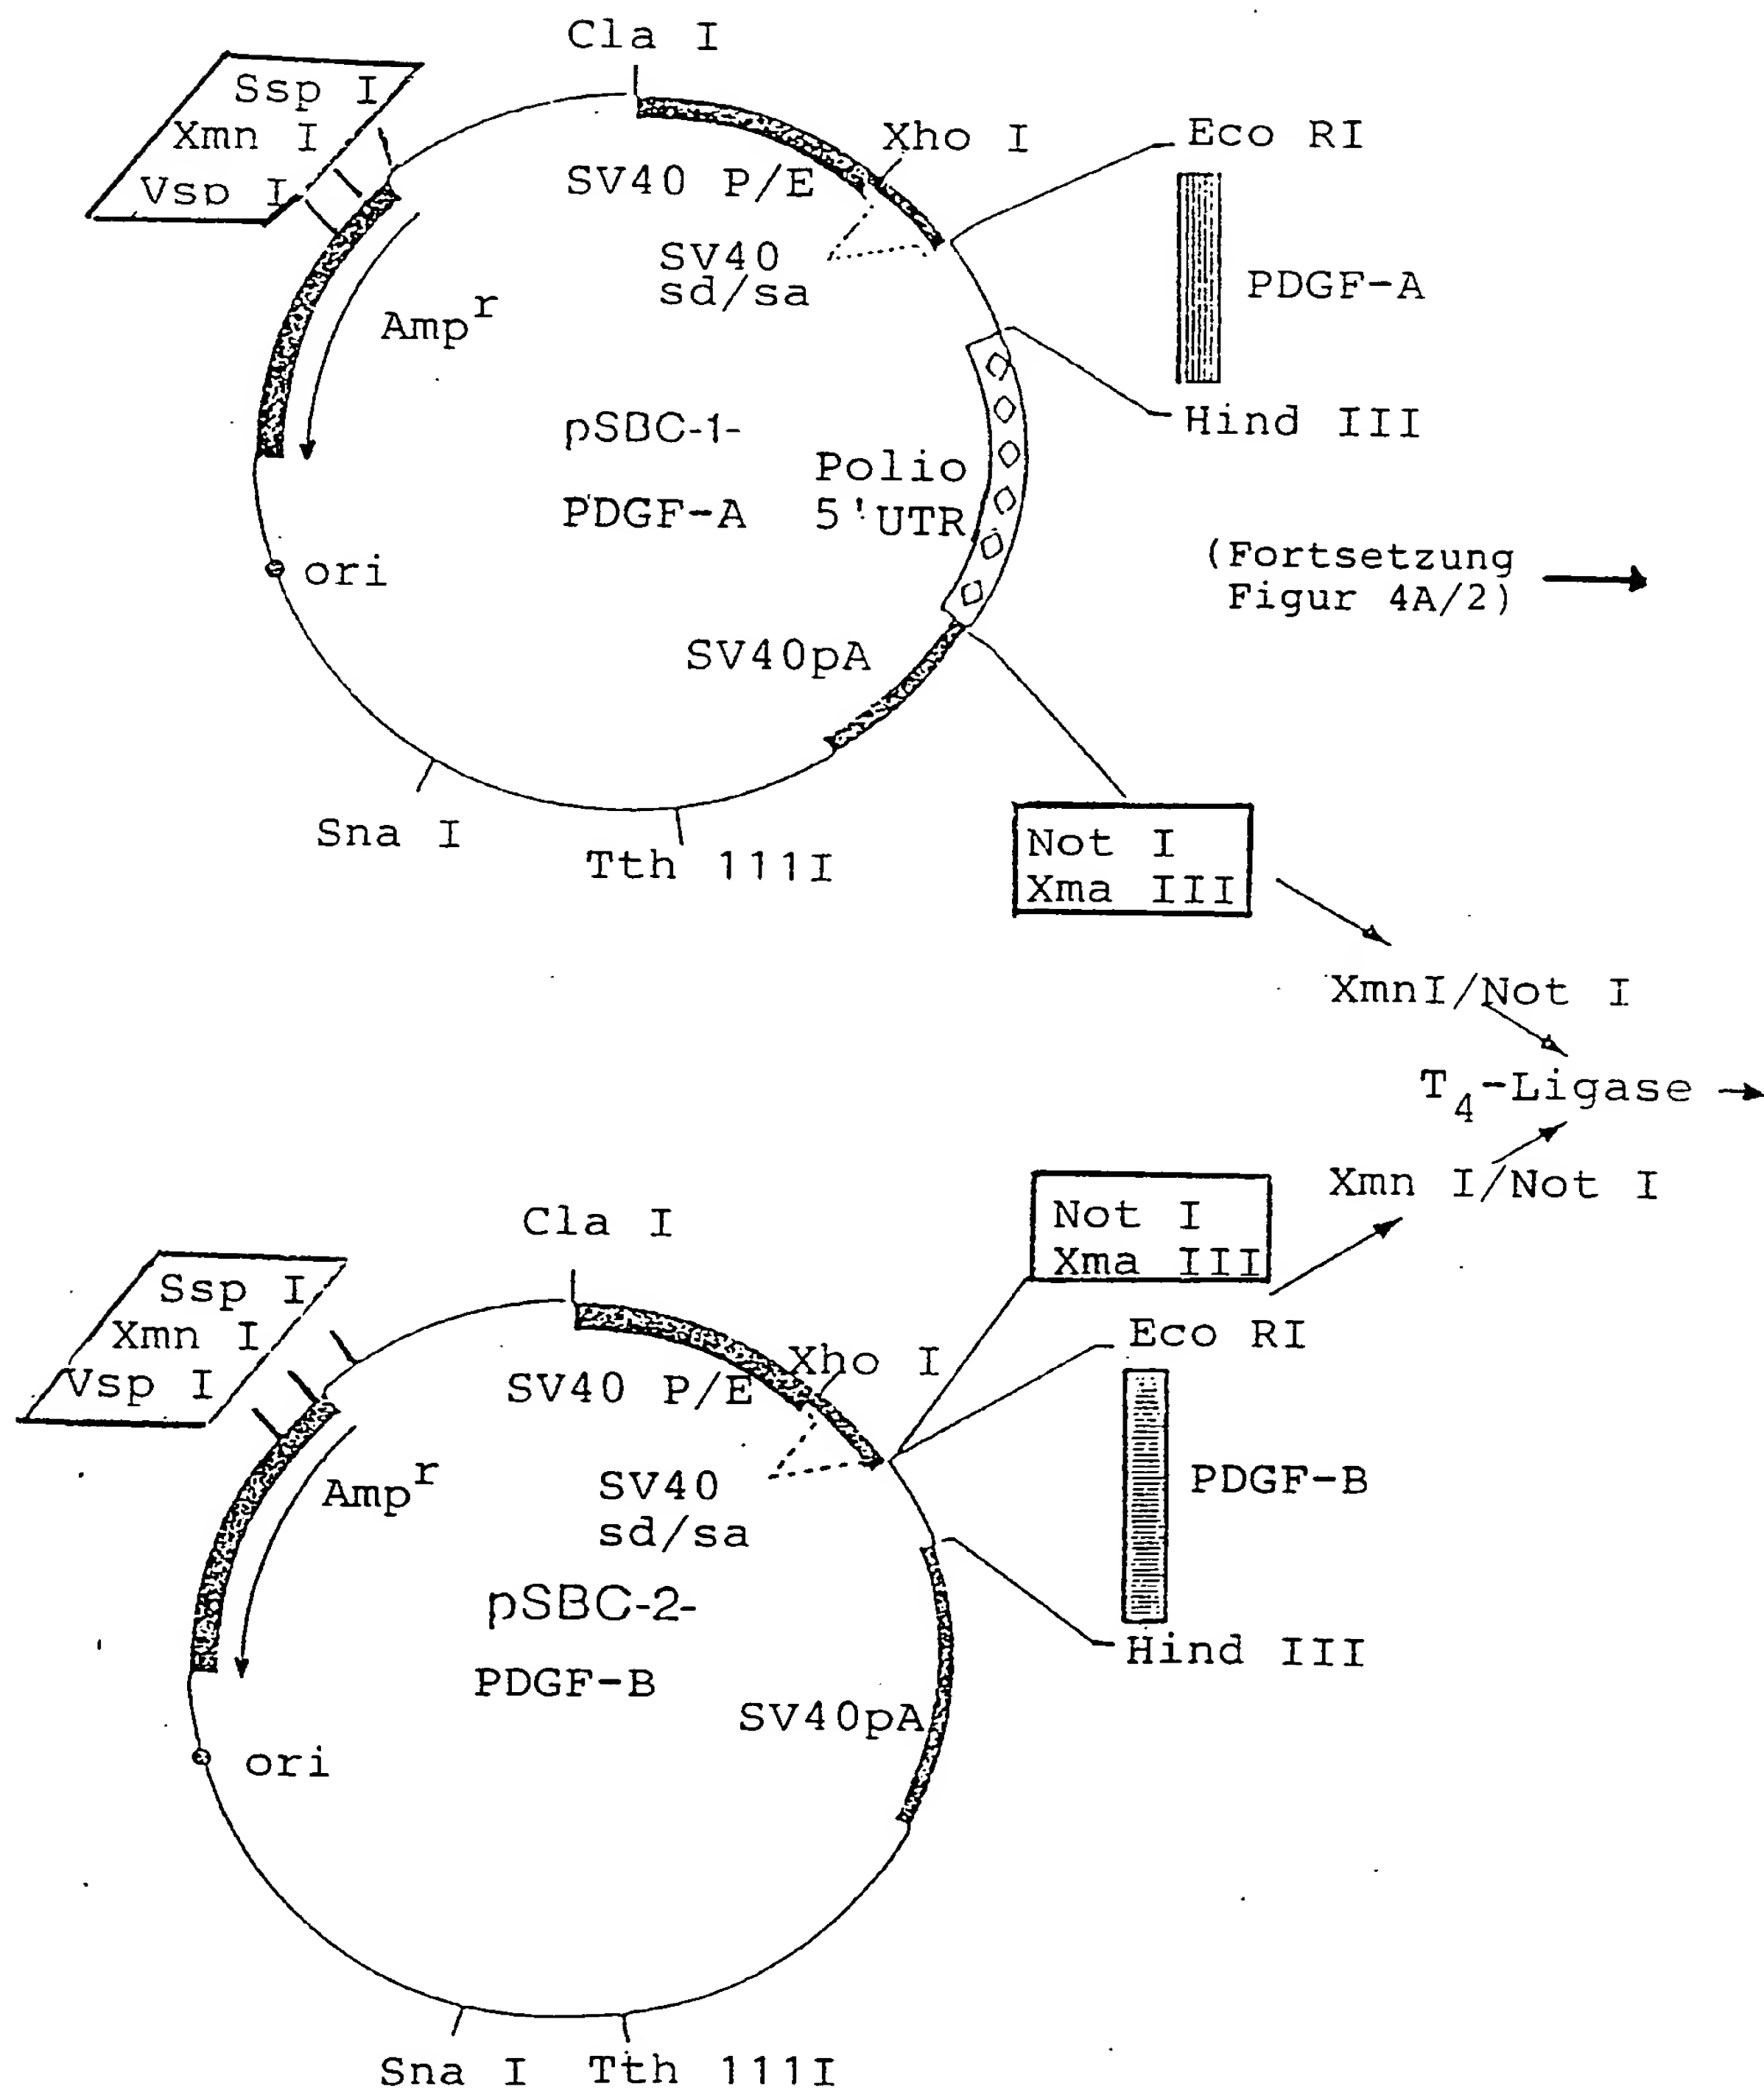 Cla I
Ssp I
Xmn I
Vsp I
Xho I
Eco RI
SV40 P/E
SV40
sd/sa
PDGF-A
Amp^r
Hind III
pSBC-1-
PDGF-A
Polio
5'UTR
ori
(Fortsetzung
Figur 4A/2)
SV40pA
Sna I
Tth 111I
Not I
Xma III
XmnI/Not I
T4-Ligase
Xmn I/Not I
Not I
Xma III
Cla I
Ssp I
Xmn I
Vsp I
Xho I
Eco RI
SV40 P/E
SV40
sd/sa
PDGF-B
Amp^r
pSBC-2-
PDGF-B
Hind III
SV40pA
ori
Sna I
Tth 111I